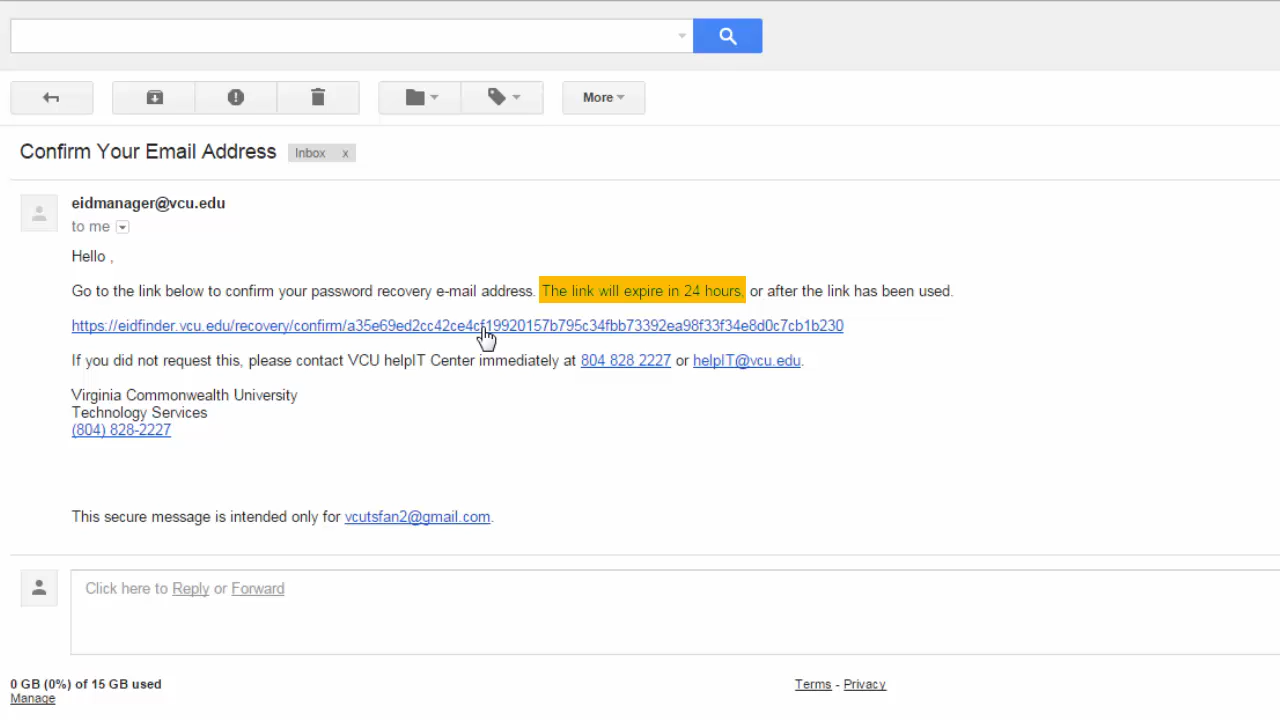 More
Confirm Your Email Address Inbox x
eidmanager@vcu.edu
to me
Hello ,
Go to the link below to confirm your password recovery e-mail address. The link will expire in 24 hours, or after the link has been used.
https://eidfinder.vcu.edu/recovery/confirm/a35e69ed2cc42ce4cf19920157b795c34fbb73392ea98f33f34e8d0c7cb1b230
If you did not request this, please contact VCU helpIT Center immediately at 804 828 2227 or helpIT@vcu.edu.
Virginia Commonwealth University
Technology Services
(804) 828-2227
This secure message is intended only for vcutsfan2@gmail.com.
Click here to Reply or Forward
0 GB (0%) of 15 GB used
Manage
Terms - Privacy